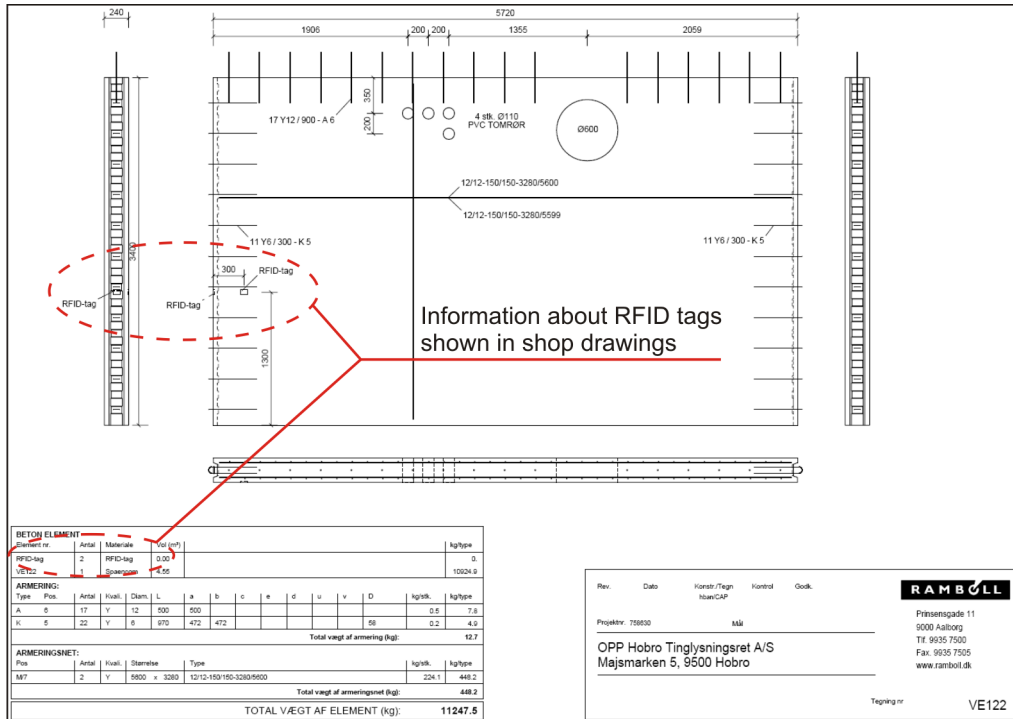 240
5720
1906
200
200
1355
2059
350
200
17 Y12 / 900 - A 6
4 stk. Ø110
PVC TOMRØR
Ø600
12/12-150/150-3280/5600
12/12-150/150-3280/5599
3400
11 Y6 / 300 - K 5
11 Y6 / 300 - K 5
300
RFID-tag
RFID-tag
RFID-tag
1300
Information about RFID tags
shown in shop drawings
BETON ELEMENT
Element nr. Antal Materiale Vol (m³) kg/type
RFID-tag 2 RFID-tag 0.00 0.
VE122 1 4.55 10924.9
ARMERING:
Type Pos. Antal Kvali. Diam. L a b c e d u v D kg/stk. kg/type
A 6 17 Y 12 500 500 0.5 7.8
K 5 22 Y 6 970 472 472 58 0.2 4.9
Total vægt af armering (kg): 12.7
ARMERINGSNET:
Pos Antal Kvali. Størrelse Type kg/stk. kg/type
M/7 2 Y 5600 x 3280 12/12-150/150-3280/5600 224.1 448.2
Total vægt af armeringsnet (kg): 448.2
TOTAL VÆGT AF ELEMENT (kg): 11247.5
Rev. Dato Konstr./Tegn Kontrol Godk.
hban/CAP
Projektnr. 758630 Mål
OPP Hobro Tinglysningsret A/S
Majsmarken 5, 9500 Hobro
RAMBOLL
Prinsensgade 11
9000 Aalborg
Tlf. 9935 7500
Fax. 9935 7505
www.ramboll.dk
Tegning nr VE122